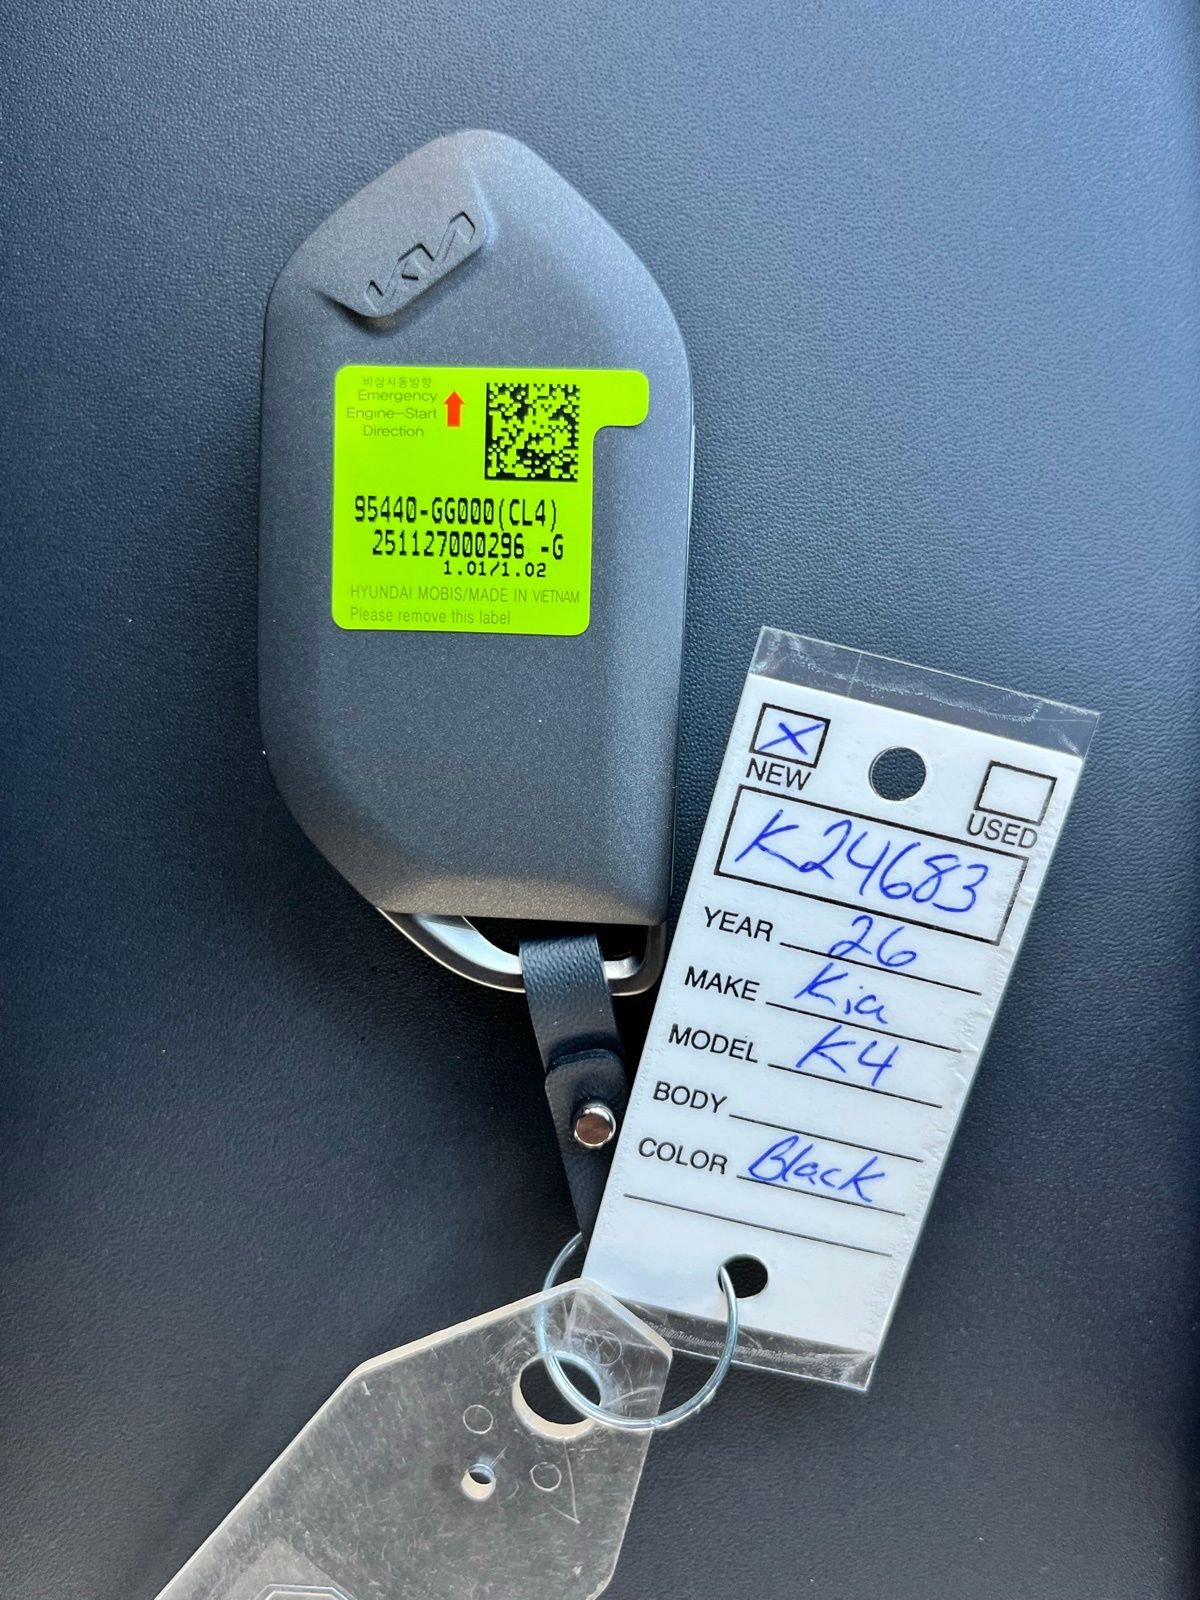 KIA
비상시동방향
Emergency
Engine-Start
Direction
95440-GG000(CL4)
251127000296 -G
1.01/1.02
HYUNDAI MOBIS/MADE IN VIETNAM
Please remove this label
X
NEW
USED
K24683
YEAR 26
MAKE Kia
MODEL K4
BODY
COLOR Black